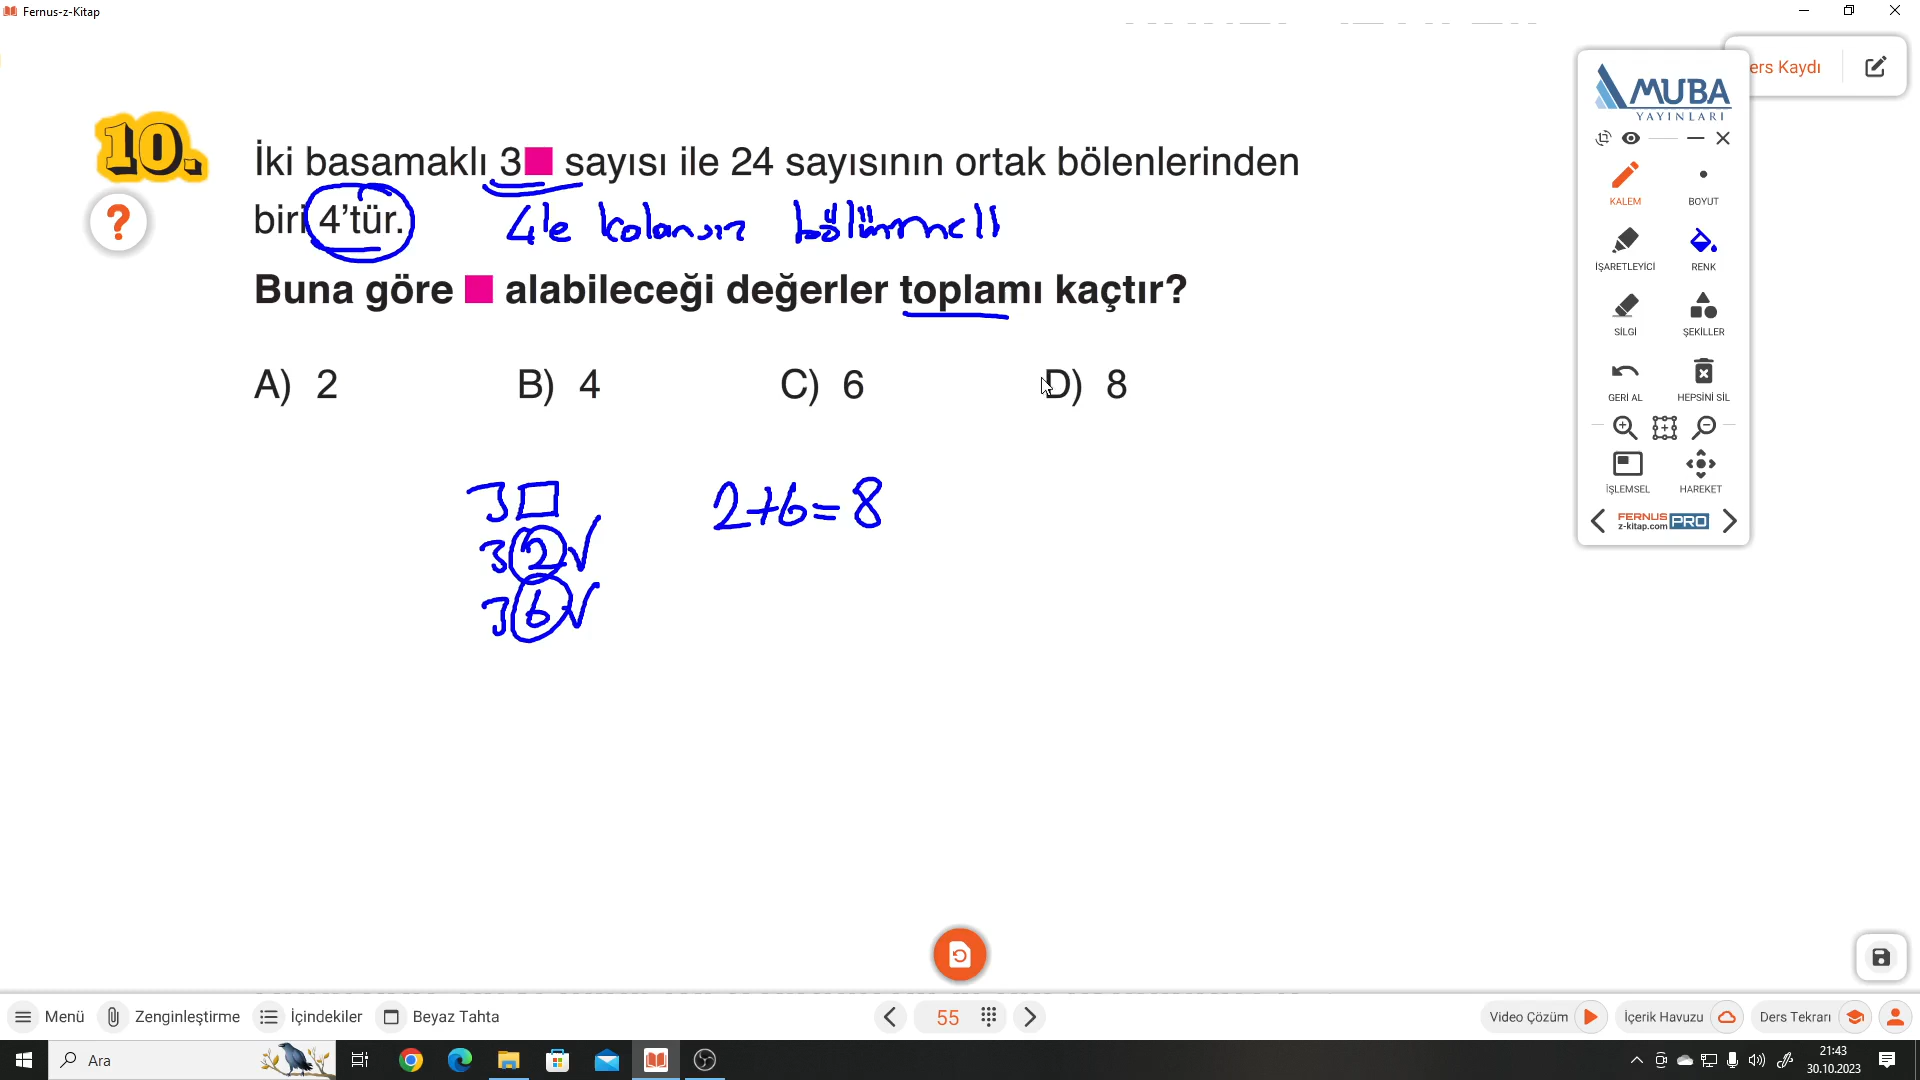 Fernus-z-Kitap
ers Kaydı
MUBA
YAYINLARI
10.
İki basamaklı 3■ sayısı ile 24 sayısının ortak bölenlerinden
biri 4’tür.
4'le kalansız bölünmeli
Buna göre ■ alabileceği değerler toplamı kaçtır?
A) 2 B) 4 C) 6 D) 8
3□
32√
36√
2+6=8
KALEM BOYUT
İŞARETLEYİCİ RENK
SİLGİ ŞEKİLLER
GERİ AL HEPSİNİ SİL
İŞLEMSEL HAREKET
FERNUS
z-kitap.com PRO
Menü Zenginleştirme İçindekiler Beyaz Tahta 55 Video Çözüm İçerik Havuzu Ders Tekrarı
Ara
21:43
30.10.2023